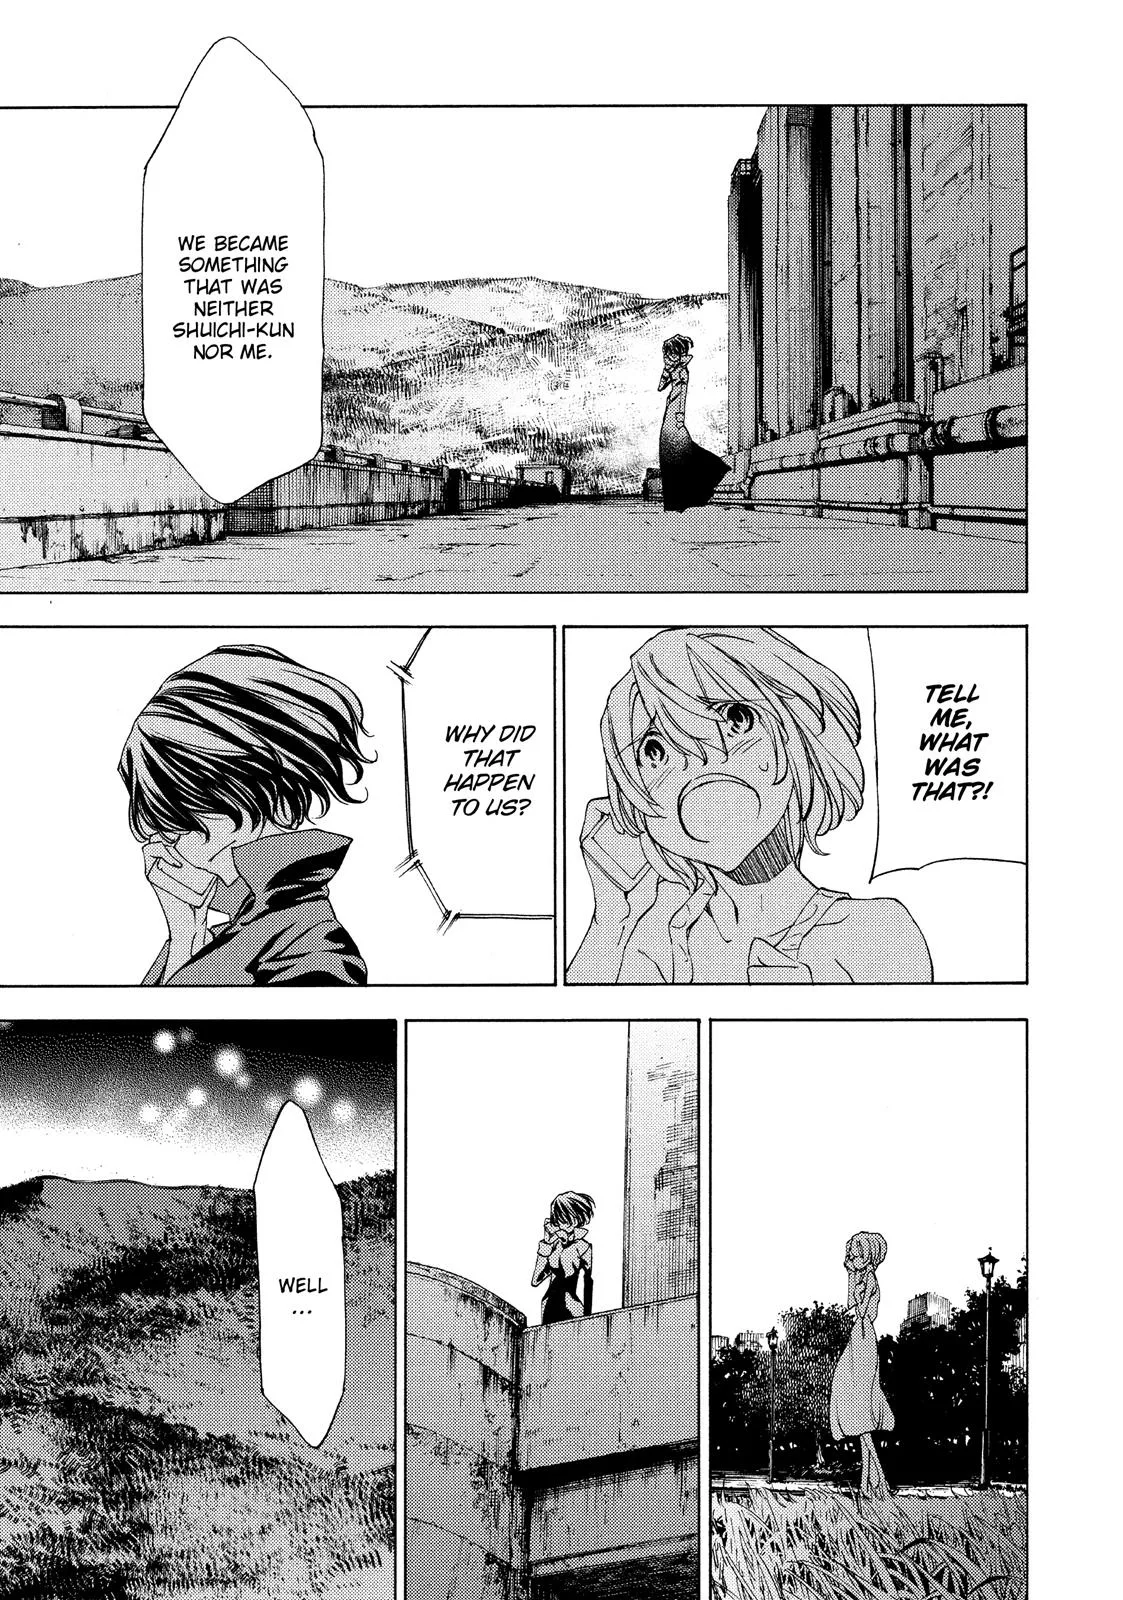 WE BECAME
SOMETHING
THAT WAS
NEITHER
SHUICHI-KUN
NOR ME.
TELL
ME,
WHAT
WAS
THAT?!
WHY DID
THAT
HAPPEN
TO US?
WELL
...